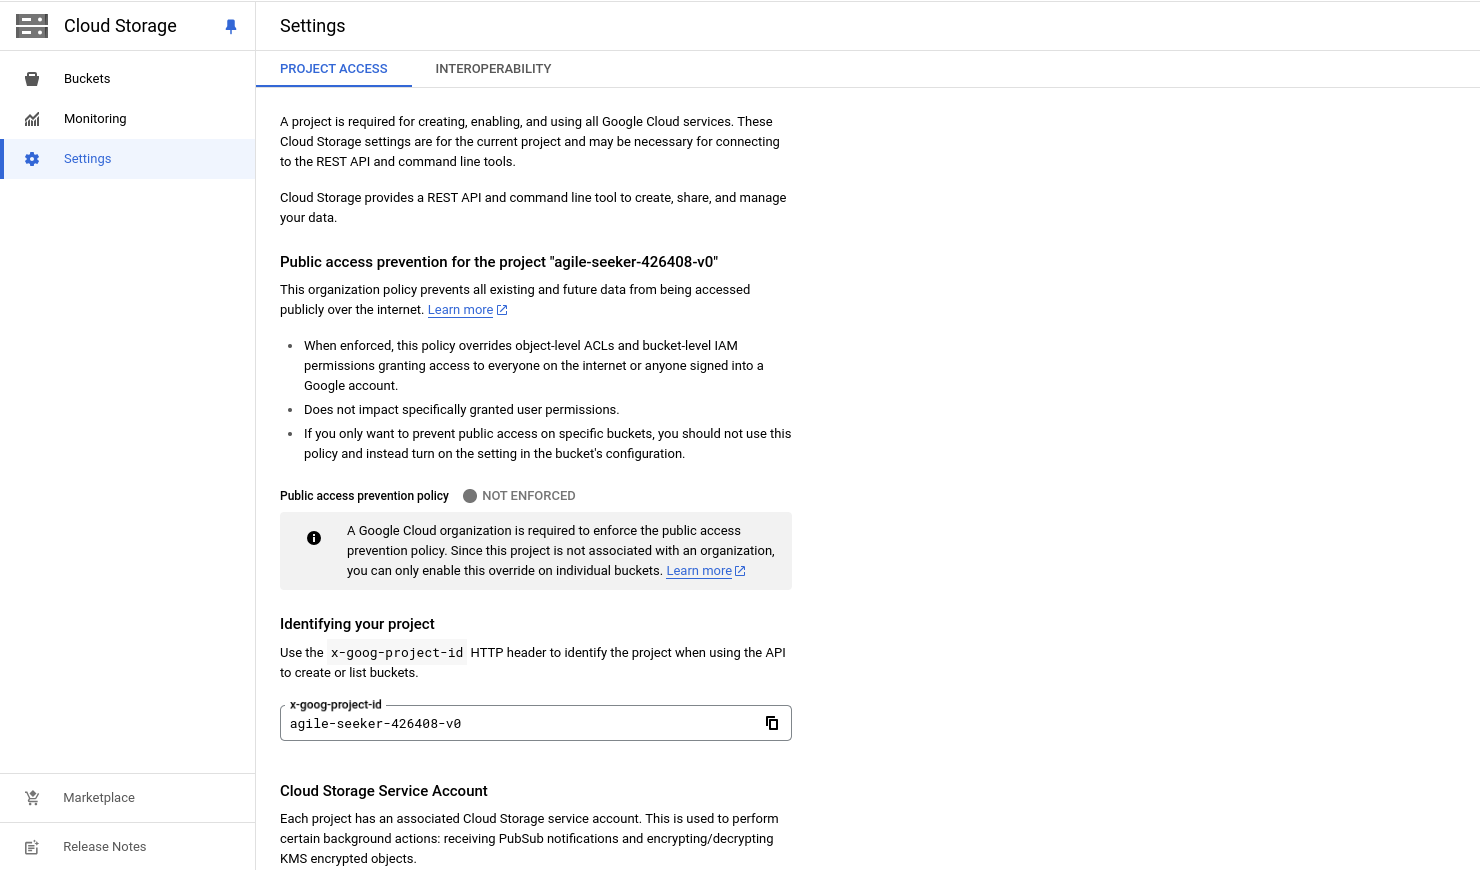 Cloud Storage
Buckets
Monitoring
Settings
Marketplace
Release Notes
Settings
PROJECT ACCESS
INTEROPERABILITY
A project is required for creating, enabling, and using all Google Cloud services. These
Cloud Storage settings are for the current project and may be necessary for connecting
to the REST API and command line tools.
Cloud Storage provides a REST API and command line tool to create, share, and manage
your data.
Public access prevention for the project "agile-seeker-426408-v0"
This organization policy prevents all existing and future data from being accessed
publicly over the internet. Learn more
When enforced, this policy overrides object-level ACLs and bucket-level IAM
permissions granting access to everyone on the internet or anyone signed into a
Google account.
Does not impact specifically granted user permissions.
If you only want to prevent public access on specific buckets, you should not use this
policy and instead turn on the setting in the bucket's configuration.
Public access prevention policy NOT ENFORCED
A Google Cloud organization is required to enforce the public access
prevention policy. Since this project is not associated with an organization,
you can only enable this override on individual buckets. Learn more
Identifying your project
Use the x-goog-project-id HTTP header to identify the project when using the API
to create or list buckets.
x-goog-project-id
agile-seeker-426408-v0
Cloud Storage Service Account
Each project has an associated Cloud Storage service account. This is used to perform
certain background actions: receiving PubSub notifications and encrypting/decrypting
KMS encrypted objects.